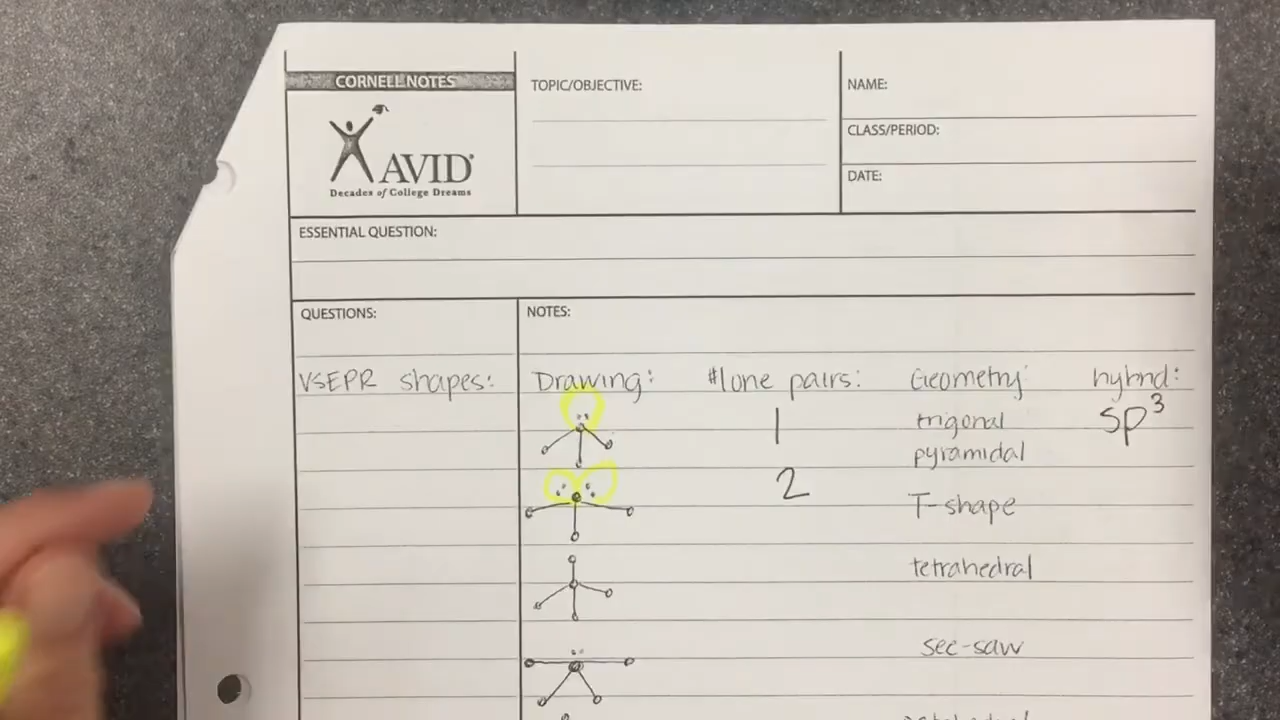 CORNELL NOTES
AVID
Decades of College Dreams
TOPIC/OBJECTIVE:
NAME:
CLASS/PERIOD:
DATE:
ESSENTIAL QUESTION:
QUESTIONS:
NOTES:
VSEPR shapes: Drawing: #lone pairs: Geometry: hybrid:
1 trigonal pyramidal sp³
2 T-shape
tetrahedral
see-saw